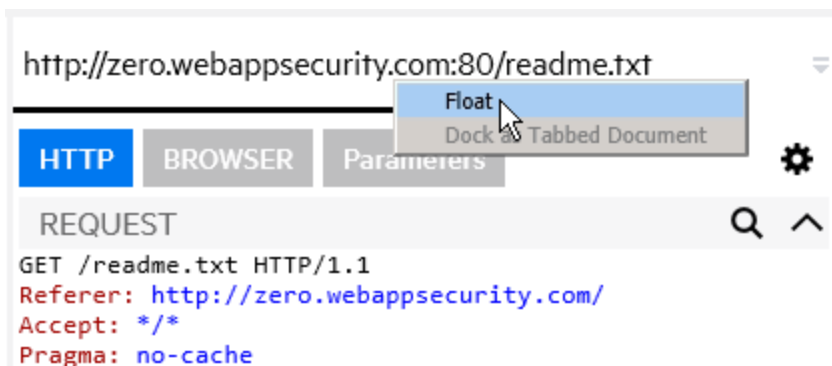 http://zero.webappsecurity.com:80/readme.txt
Float
Dock as Tabbed Document
HTTP BROWSER Parameters
REQUEST
GET /readme.txt HTTP/1.1
Referer: http://zero.webappsecurity.com/
Accept: */*
Pragma: no-cache